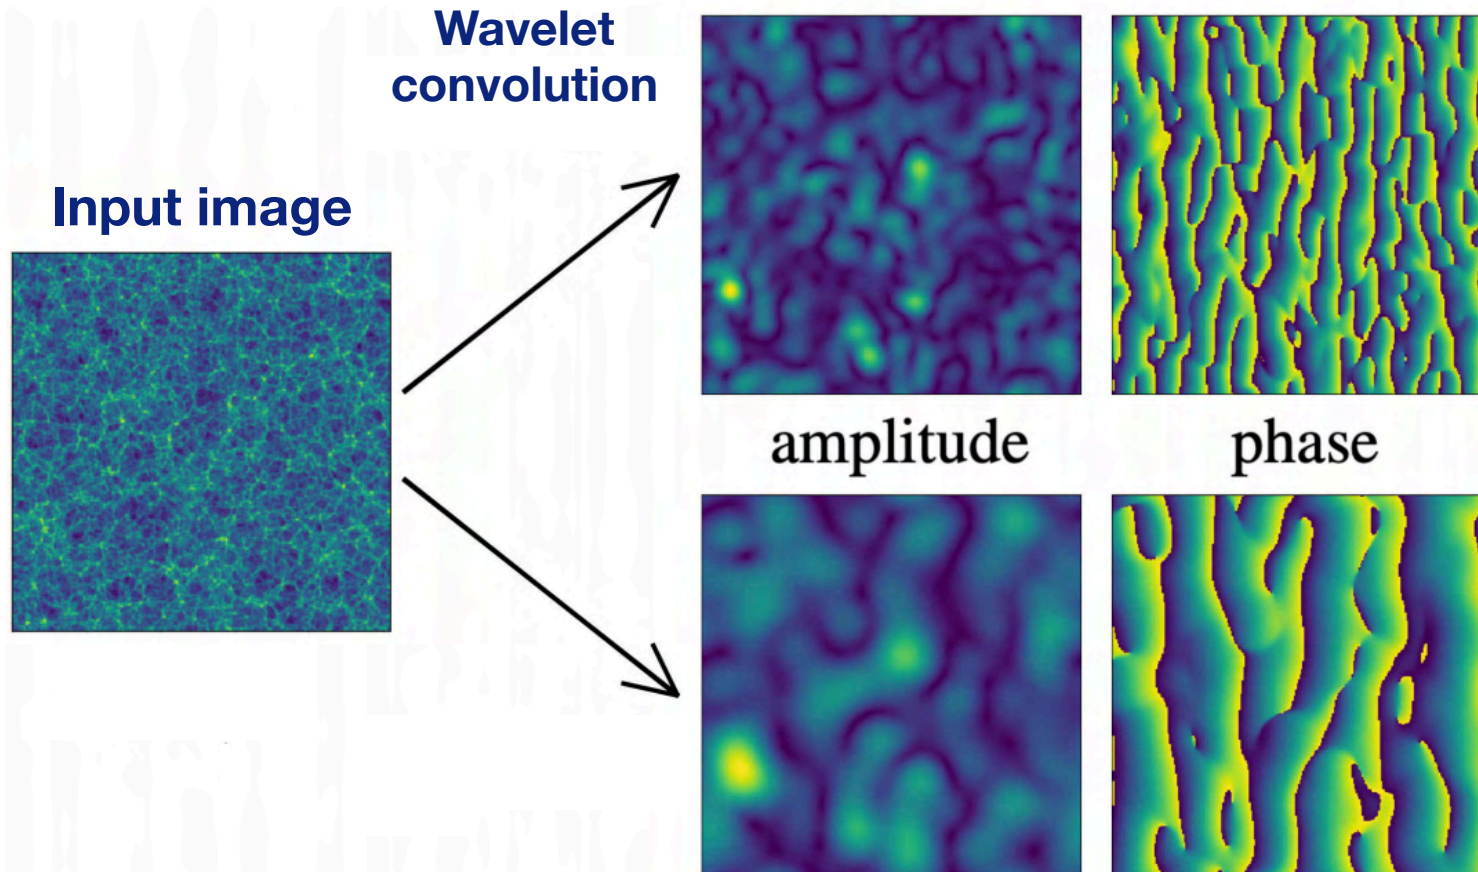 Wavelet
convolution
Input image
amplitude
phase